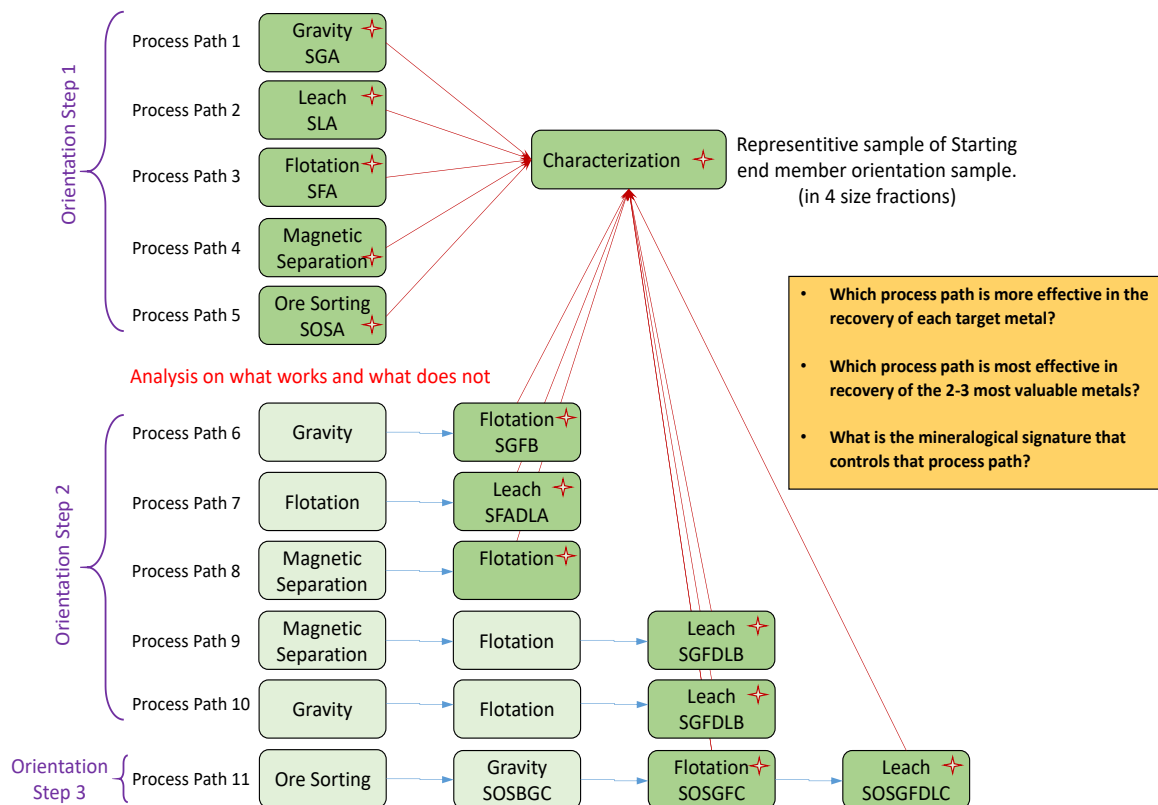 Orientation Step 1
Process Path 1
Gravity
SGA
Process Path 2
Leach
SLA
Process Path 3
Flotation
SFA
Process Path 4
Magnetic
Separation
Process Path 5
Ore Sorting
SOSA
Characterization
Representitive sample of Starting
end member orientation sample.
(in 4 size fractions)
• Which process path is more effective in the
recovery of each target metal?
• Which process path is most effective in
recovery of the 2-3 most valuable metals?
• What is the mineralogical signature that
controls that process path?
Analysis on what works and what does not
Orientation Step 2
Process Path 6
Gravity
Flotation
SGFB
Process Path 7
Flotation
Leach
SFADLA
Process Path 8
Magnetic
Separation
Flotation
Process Path 9
Magnetic
Separation
Flotation
Leach
SGFDLB
Process Path 10
Gravity
Flotation
Leach
SGFDLB
Orientation
Step 3
Process Path 11
Ore Sorting
Gravity
SOSBGC
Flotation
SOSGFC
Leach
SOSGFDLC